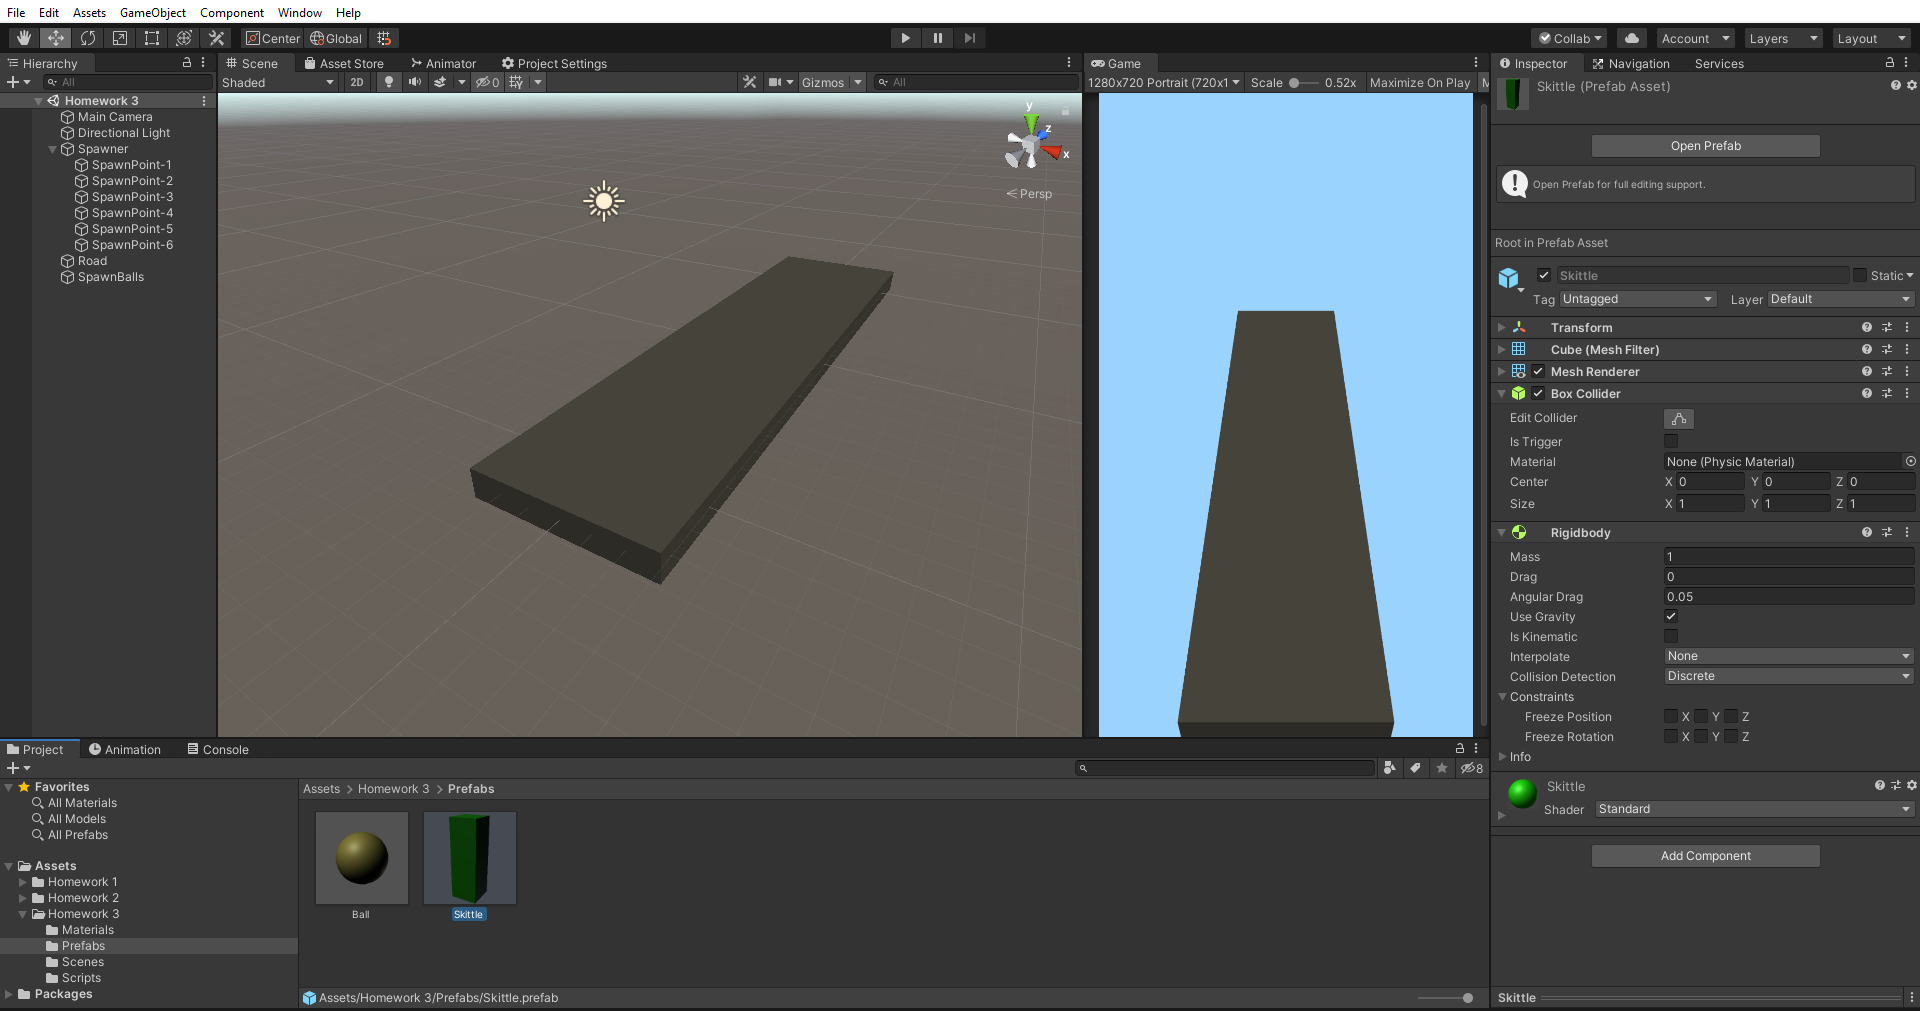 File Edit Assets GameObject Component Window Help
Center Global Collab Account Layers Layout
Hierarchy
All
Homework 3
Main Camera
Directional Light
Spawner
SpawnPoint-1
SpawnPoint-2
SpawnPoint-3
SpawnPoint-4
SpawnPoint-5
SpawnPoint-6
Road
SpawnBalls
Scene Asset Store Animator Project Settings
Shaded 2D 0 Gizmos All
y
z
x
Persp
Game
1280x720 Portrait (720x1 Scale 0.52x Maximize On Play M
Inspector Navigation Services
Skittle (Prefab Asset)
Open Prefab
Open Prefab for full editing support.
Root in Prefab Asset
Skittle Static
Tag Untagged Layer Default
Transform
Cube (Mesh Filter)
Mesh Renderer
Box Collider
Edit Collider
Is Trigger
Material None (Physic Material)
Center X 0 Y 0 Z 0
Size X 1 Y 1 Z 1
Rigidbody
Mass 1
Drag 0
Angular Drag 0.05
Use Gravity
Is Kinematic
Interpolate None
Collision Detection Discrete
Constraints
Freeze Position X Y Z
Freeze Rotation X Y Z
Info
Skittle
Shader Standard
Add Component
Skittle
Project Animation Console
8
Favorites
All Materials
All Models
All Prefabs
Assets
Homework 1
Homework 2
Homework 3
Materials
Prefabs
Scenes
Scripts
Packages
Assets > Homework 3 > Prefabs
Ball Skittle
Assets/Homework 3/Prefabs/Skittle.prefab